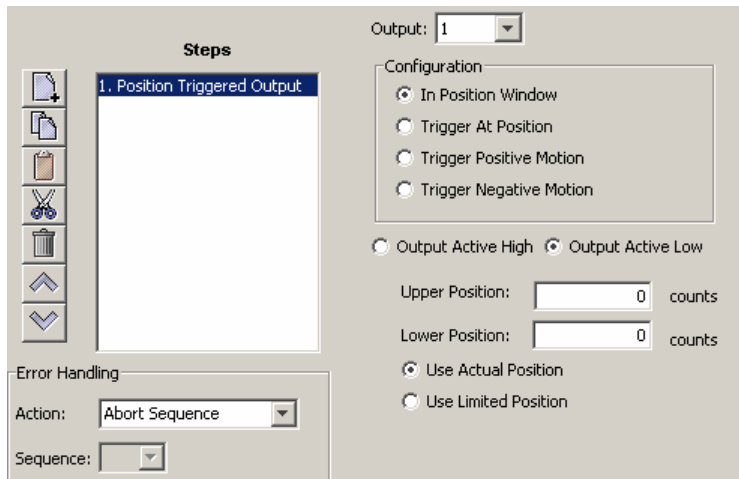 Steps
1. Position Triggered Output
Error Handling
Action: Abort Sequence
Sequence:
Output: 1
Configuration
In Position Window
Trigger At Position
Trigger Positive Motion
Trigger Negative Motion
Output Active High Output Active Low
Upper Position: 0 counts
Lower Position: 0 counts
Use Actual Position
Use Limited Position